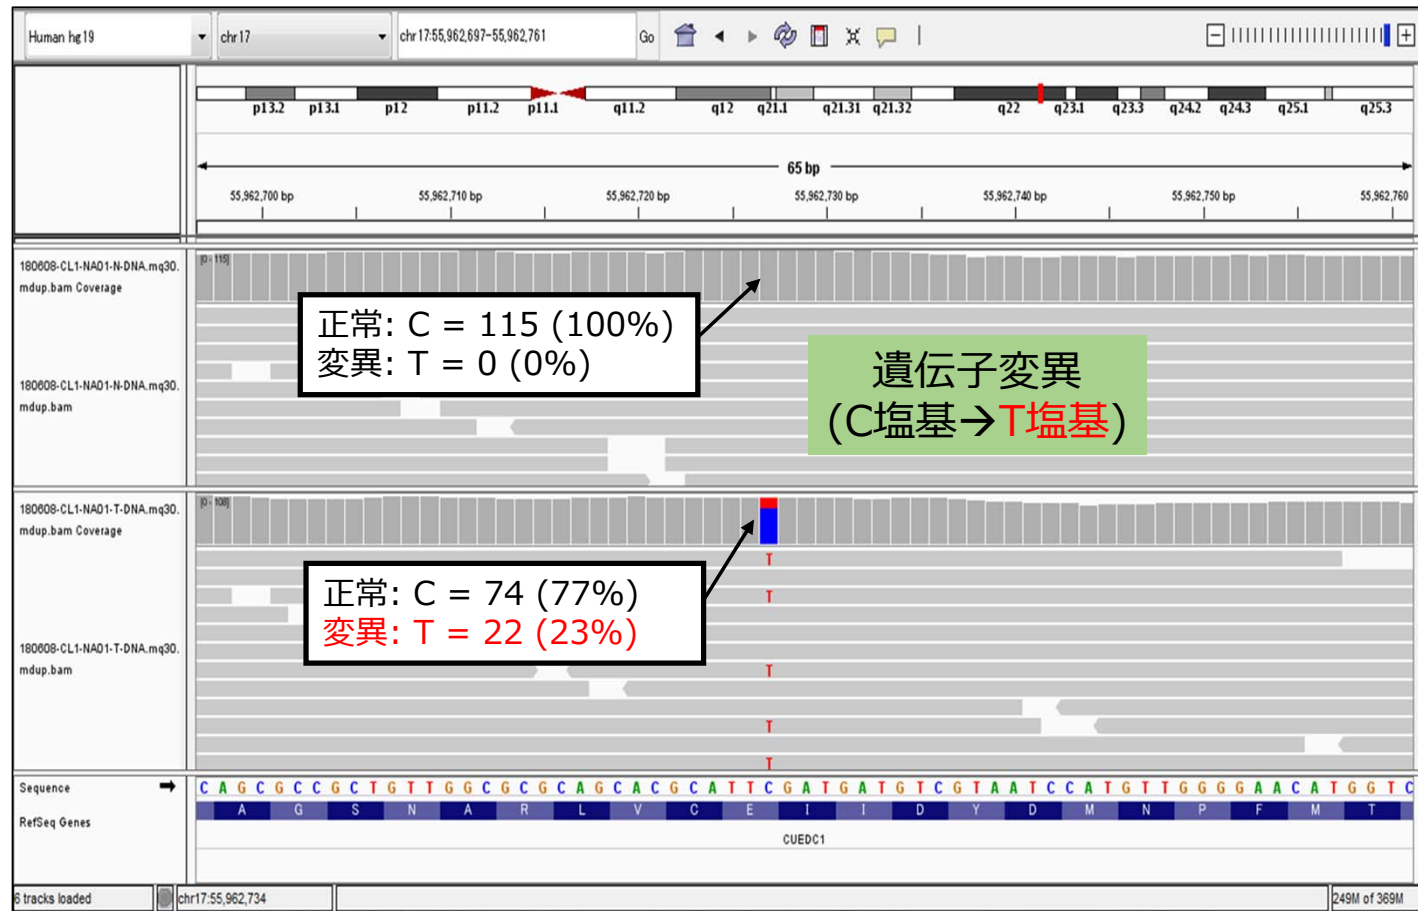 Human hg19
chr17
chr17:55,962,697-55,962,761
Go
p13.2 p13.1 p12 p11.2 p11.1 q11.2 q12 q21.1 q21.31 q21.32 q22 q23.1 q23.3 q24.2 q24.3 q25.1 q25.3
65 bp
55,962,700 bp 55,962,710 bp 55,962,720 bp 55,962,730 bp 55,962,740 bp 55,962,750 bp 55,962,760
180608-CL1-NA01-N-DNA.mq30.
mdup.bam Coverage
[0 - 115]
正常: C = 115 (100%)
変異: T = 0 (0%)
遺伝子変異
(C塩基→T塩基)
180608-CL1-NA01-N-DNA.mq30.
mdup.bam
180608-CL1-NA01-T-DNA.mq30.
mdup.bam Coverage
[0 - 108]
T
T
正常: C = 74 (77%)
変異: T = 22 (23%)
180608-CL1-NA01-T-DNA.mq30.
mdup.bam
T
T
T
Sequence
C A G C G C C G C T G T T G G C G C G C A G C A C G C A T T C G A T G A T G T C G T A A T C C A T G T T G G G G A A C A T G G T C
RefSeq Genes
A G S N A R L V C E I I D Y D M N P F M T
CUEDC1
6 tracks loaded
chr17:55,962,734
249M of 369M